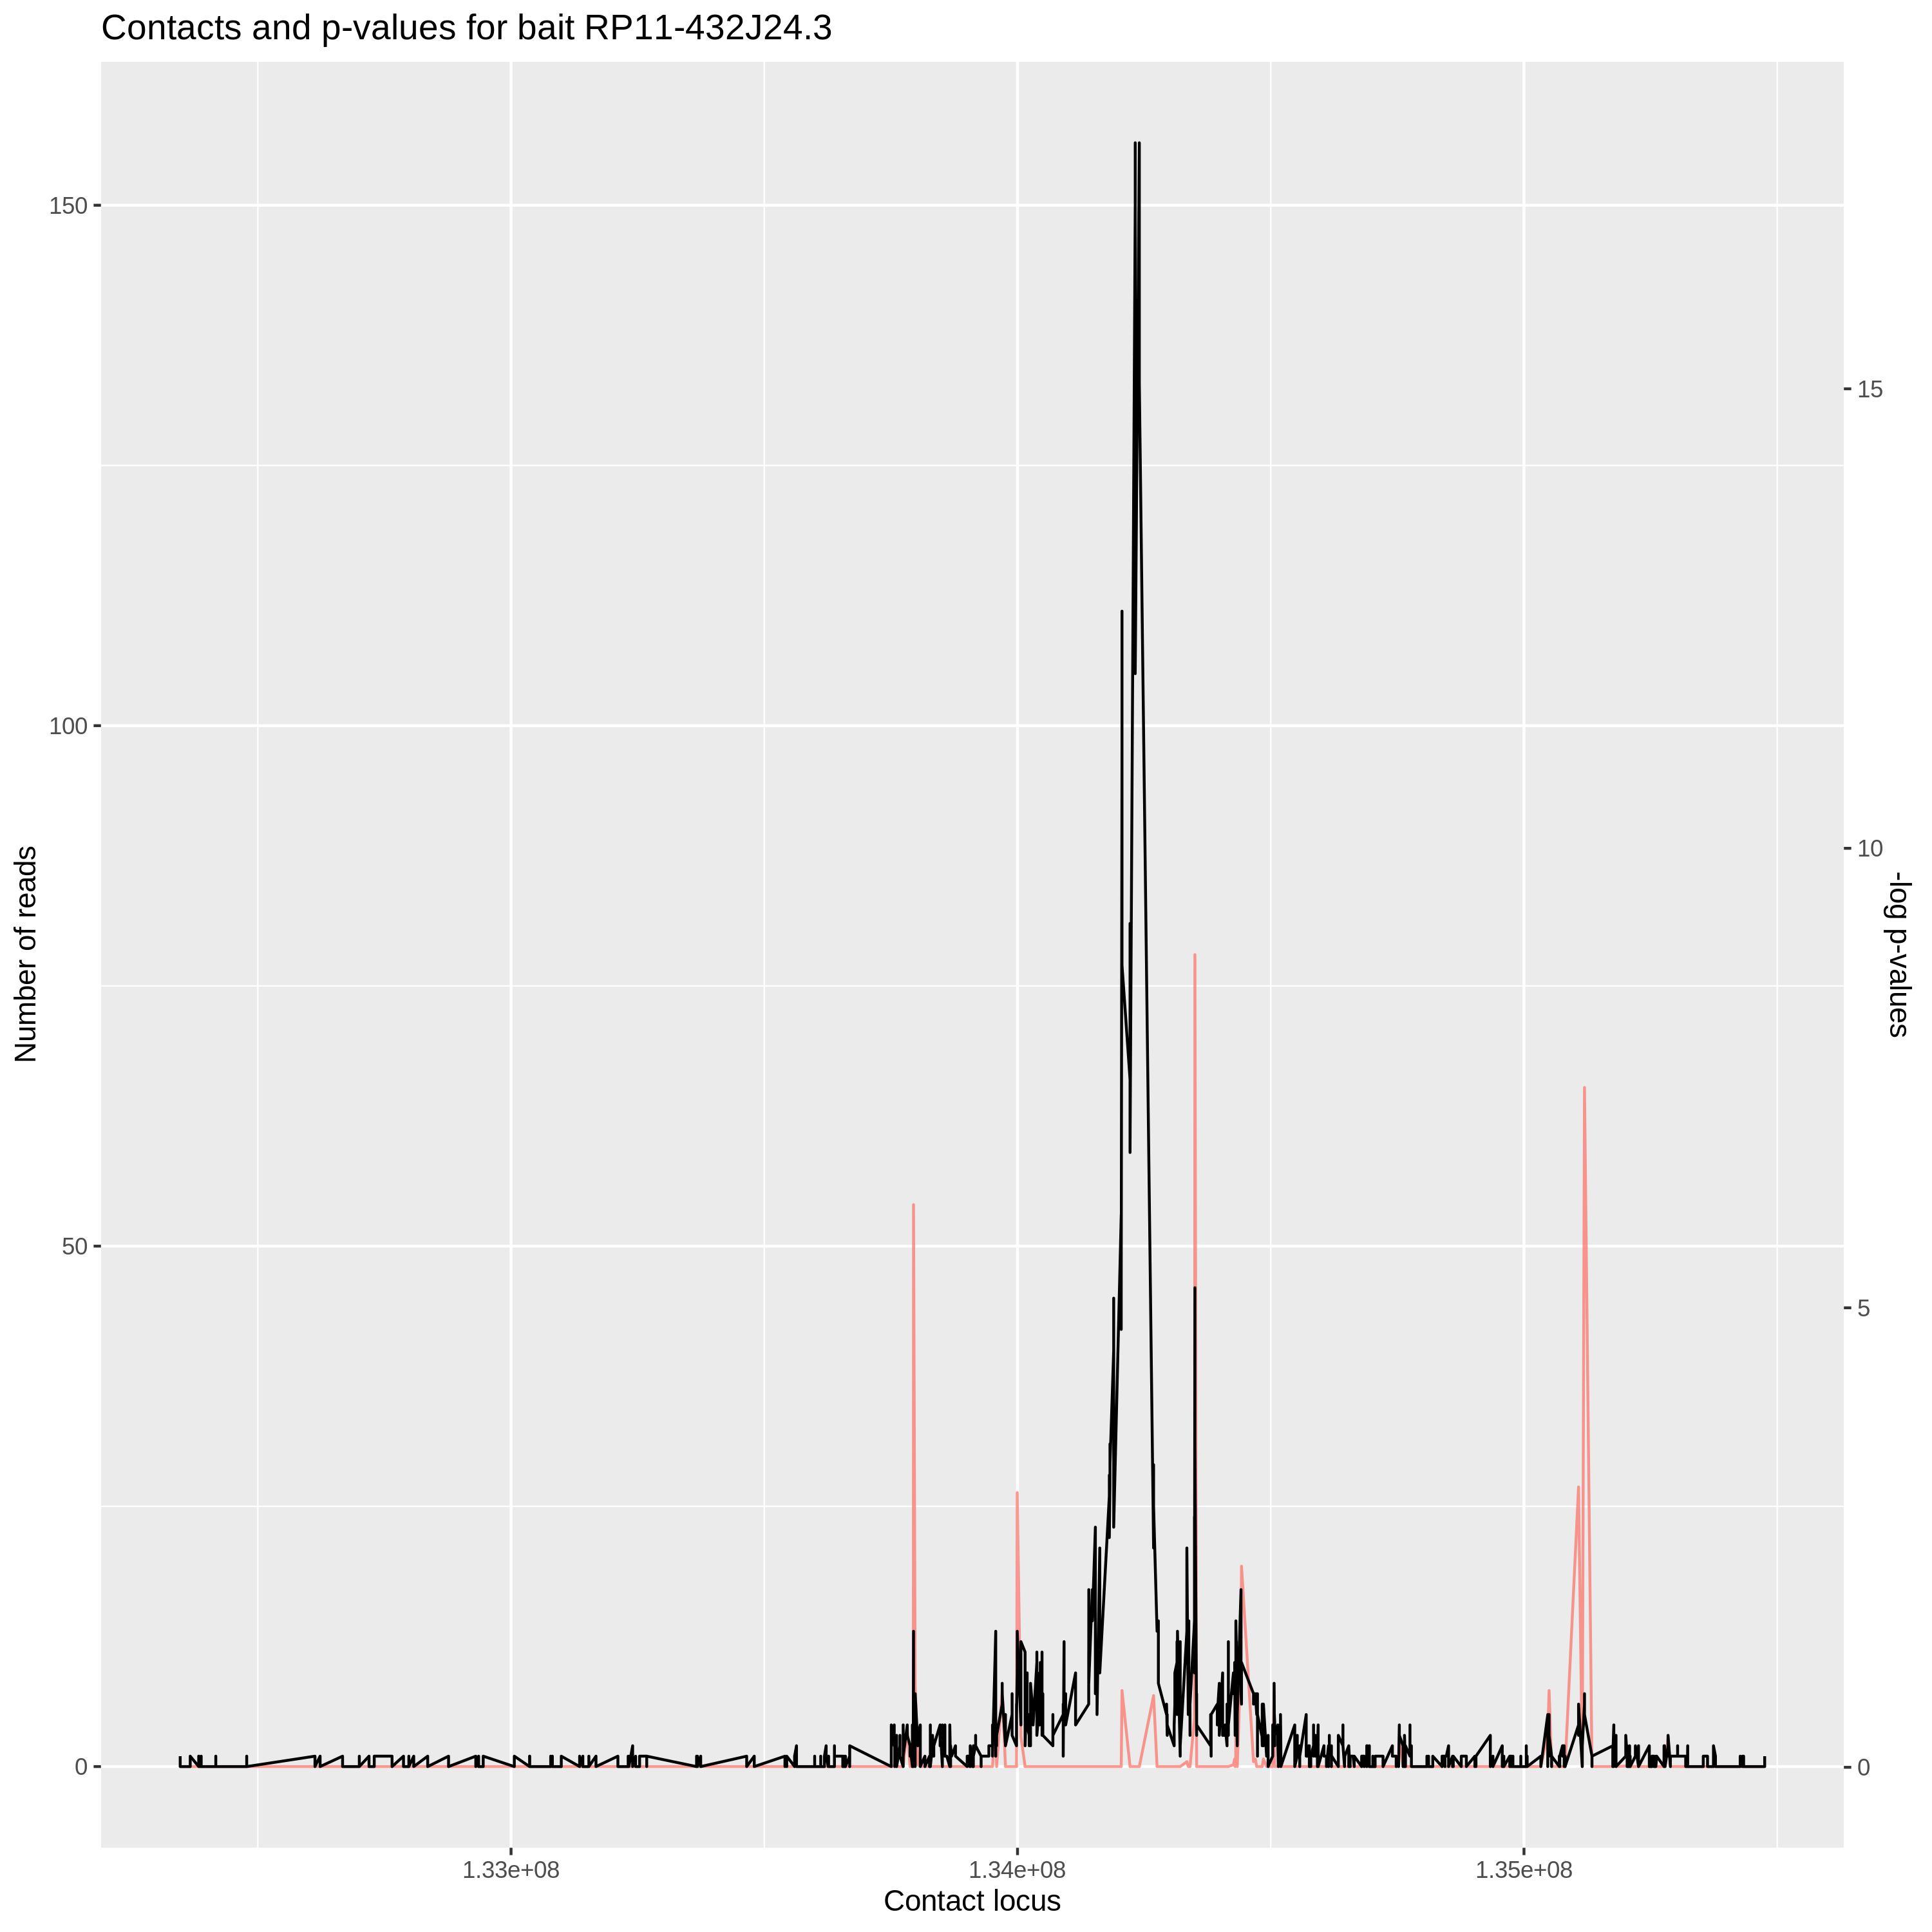 Contacts and p-values for bait RP11-432J24.3
150
100
50
0
Number of reads
15
10
5
0
-log p-values
1.33e+08
1.34e+08
1.35e+08
Contact locus